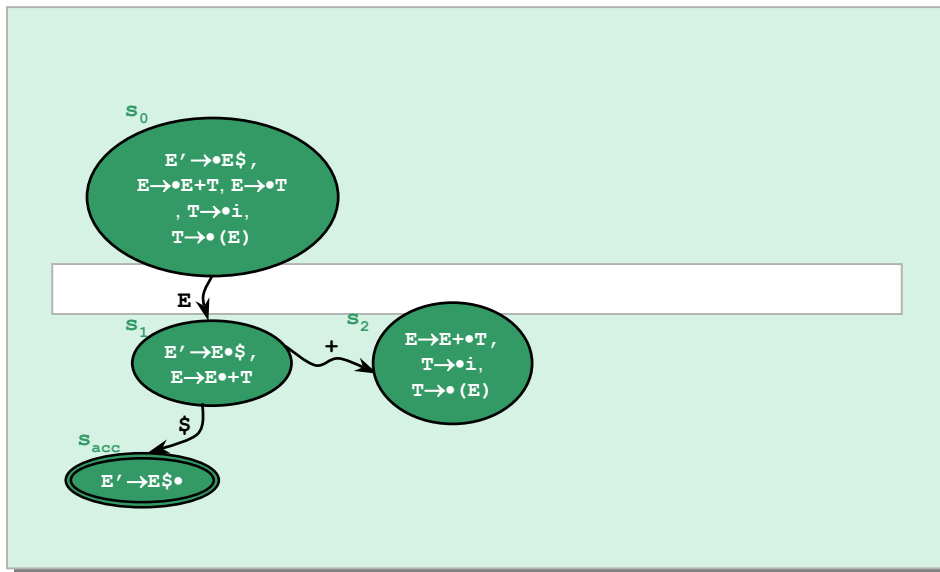 s0
E′→•E$,
E→•E+T, E→•T
, T→•i,
T→•(E)
E
s1
E′→E•$,
E→E•+T
+
s2
E→E+•T,
T→•i,
T→•(E)
$
sacc
E′→E$•